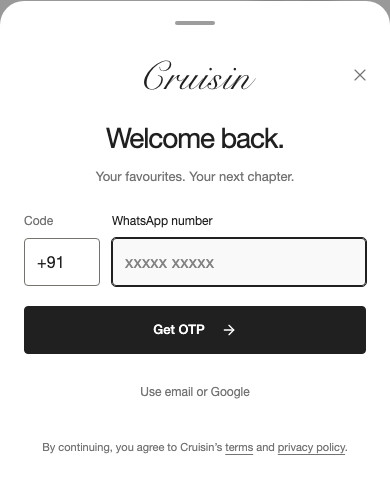 Cruisin
Welcome back.
Your favourites. Your next chapter.
Code WhatsApp number
+91 xxxxx xxxxx
Get OTP →
Use email or Google
By continuing, you agree to Cruisin's terms and privacy policy.